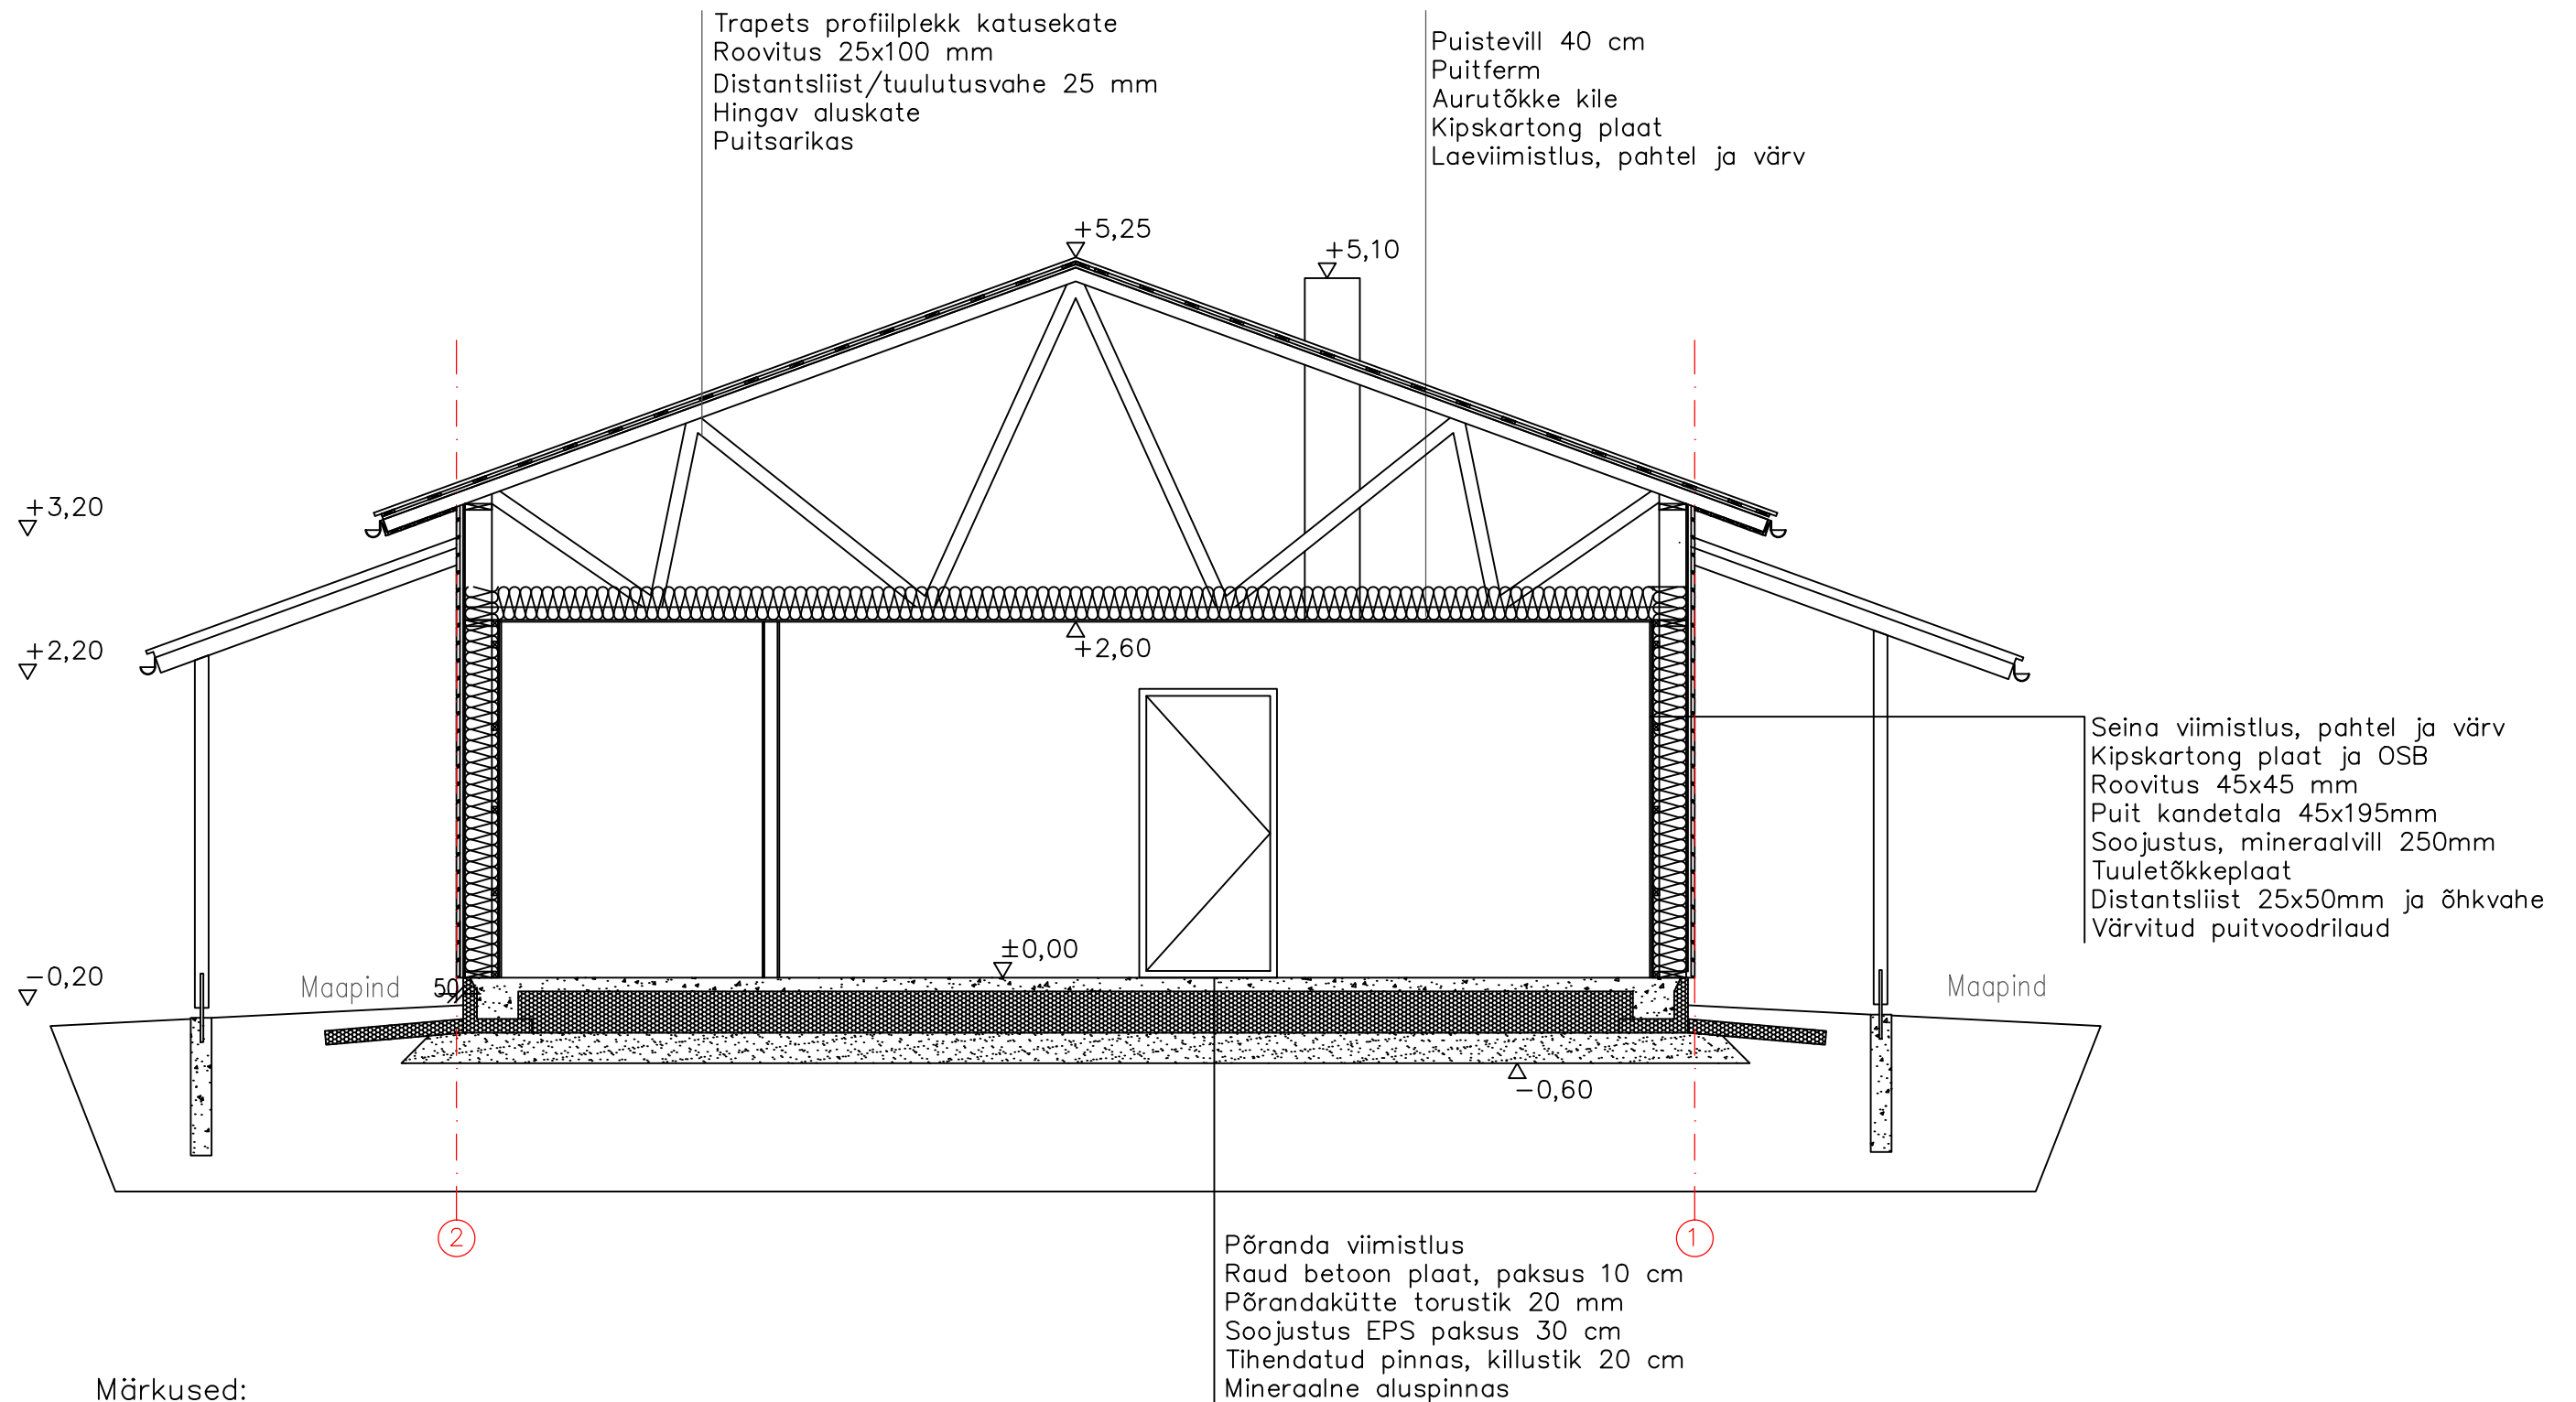 Trapets profiilplekk katusekate
Roovitus 25x100 mm
Distantsliist/tuulutusvahe 25 mm
Hingav aluskate
Puitsarikas
Puistevill 40 cm
Puitferm
Aurutõkke kile
Kipskartong plaat
Laeviimistlus, pahtel ja värv
+5,25
+5,10
+3,20
+2,20
+2,60
Seina viimistlus, pahtel ja värv
Kipskartong plaat ja OSB
Roovitus 45x45 mm
Puit kandetala 45x195mm
Soojustus, mineraalvill 250mm
Tuuletõkkeplaat
Distantsliist 25x50mm ja õhkvahe
Värvitud puitvoodrilaud
±0,00
-0,20
Maapind
50
Maapind
-0,60
2
1
Põranda viimistlus
Raud betoon plaat, paksus 10 cm
Põrandakütte torustik 20 mm
Soojustus EPS paksus 30 cm
Tihendatud pinnas, killustik 20 cm
Mineraalne aluspinnas
Märkused: